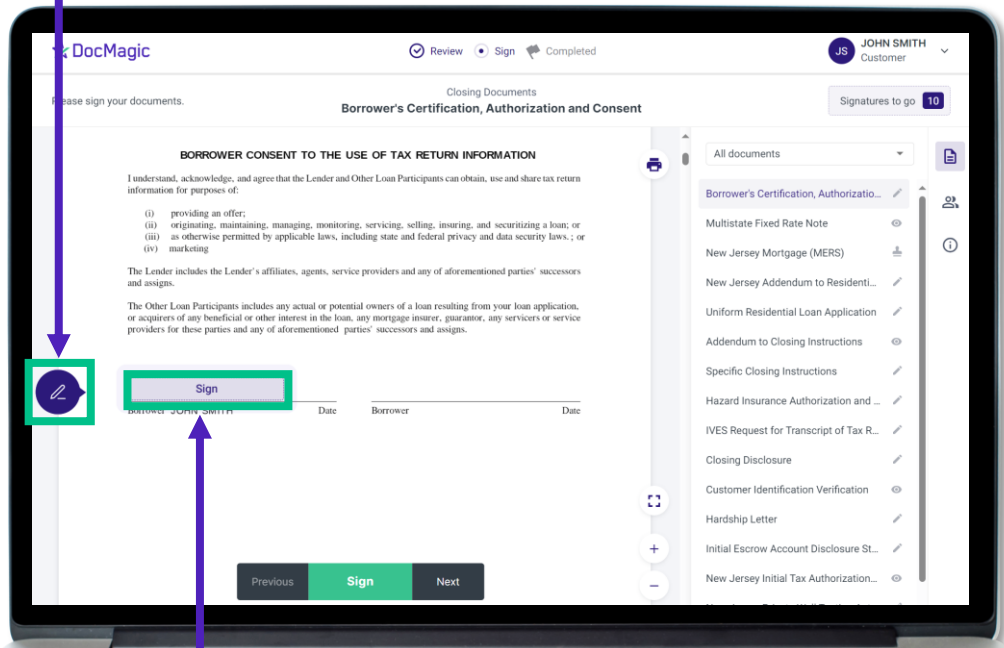 DocMagic
Review Sign Completed
JS JOHN SMITH
Customer
Please sign your documents.
Closing Documents
Borrower's Certification, Authorization and Consent
Signatures to go 10
BORROWER CONSENT TO THE USE OF TAX RETURN INFORMATION
I understand, acknowledge, and agree that the Lender and Other Loan Participants can obtain, use and share tax return
information for purposes of:
(i) providing an offer;
(ii) originating, maintaining, managing, monitoring, servicing, selling, insuring, and securitizing a loan; or
(iii) as otherwise permitted by applicable laws, including state and federal privacy and data security laws.; or
(iv) marketing
The Lender includes the Lender's affiliates, agents, service providers and any of aforementioned parties' successors
and assigns.
The Other Loan Participants includes any actual or potential owners of a loan resulting from your loan application,
or acquirers of any beneficial or other interest in the loan, any mortgage insurer, guarantor, any servicers or service
providers for these parties and any of aforementioned parties' successors and assigns.
Sign
Borrower JOHN SMITH Date Borrower Date
Previous Sign Next
All documents
Borrower's Certification, Authorizatio...
Multistate Fixed Rate Note
New Jersey Mortgage (MERS)
New Jersey Addendum to Residenti...
Uniform Residential Loan Application
Addendum to Closing Instructions
Specific Closing Instructions
Hazard Insurance Authorization and ...
IVES Request for Transcript of Tax R...
Closing Disclosure
Customer Identification Verification
Hardship Letter
Initial Escrow Account Disclosure St...
New Jersey Initial Tax Authorization...